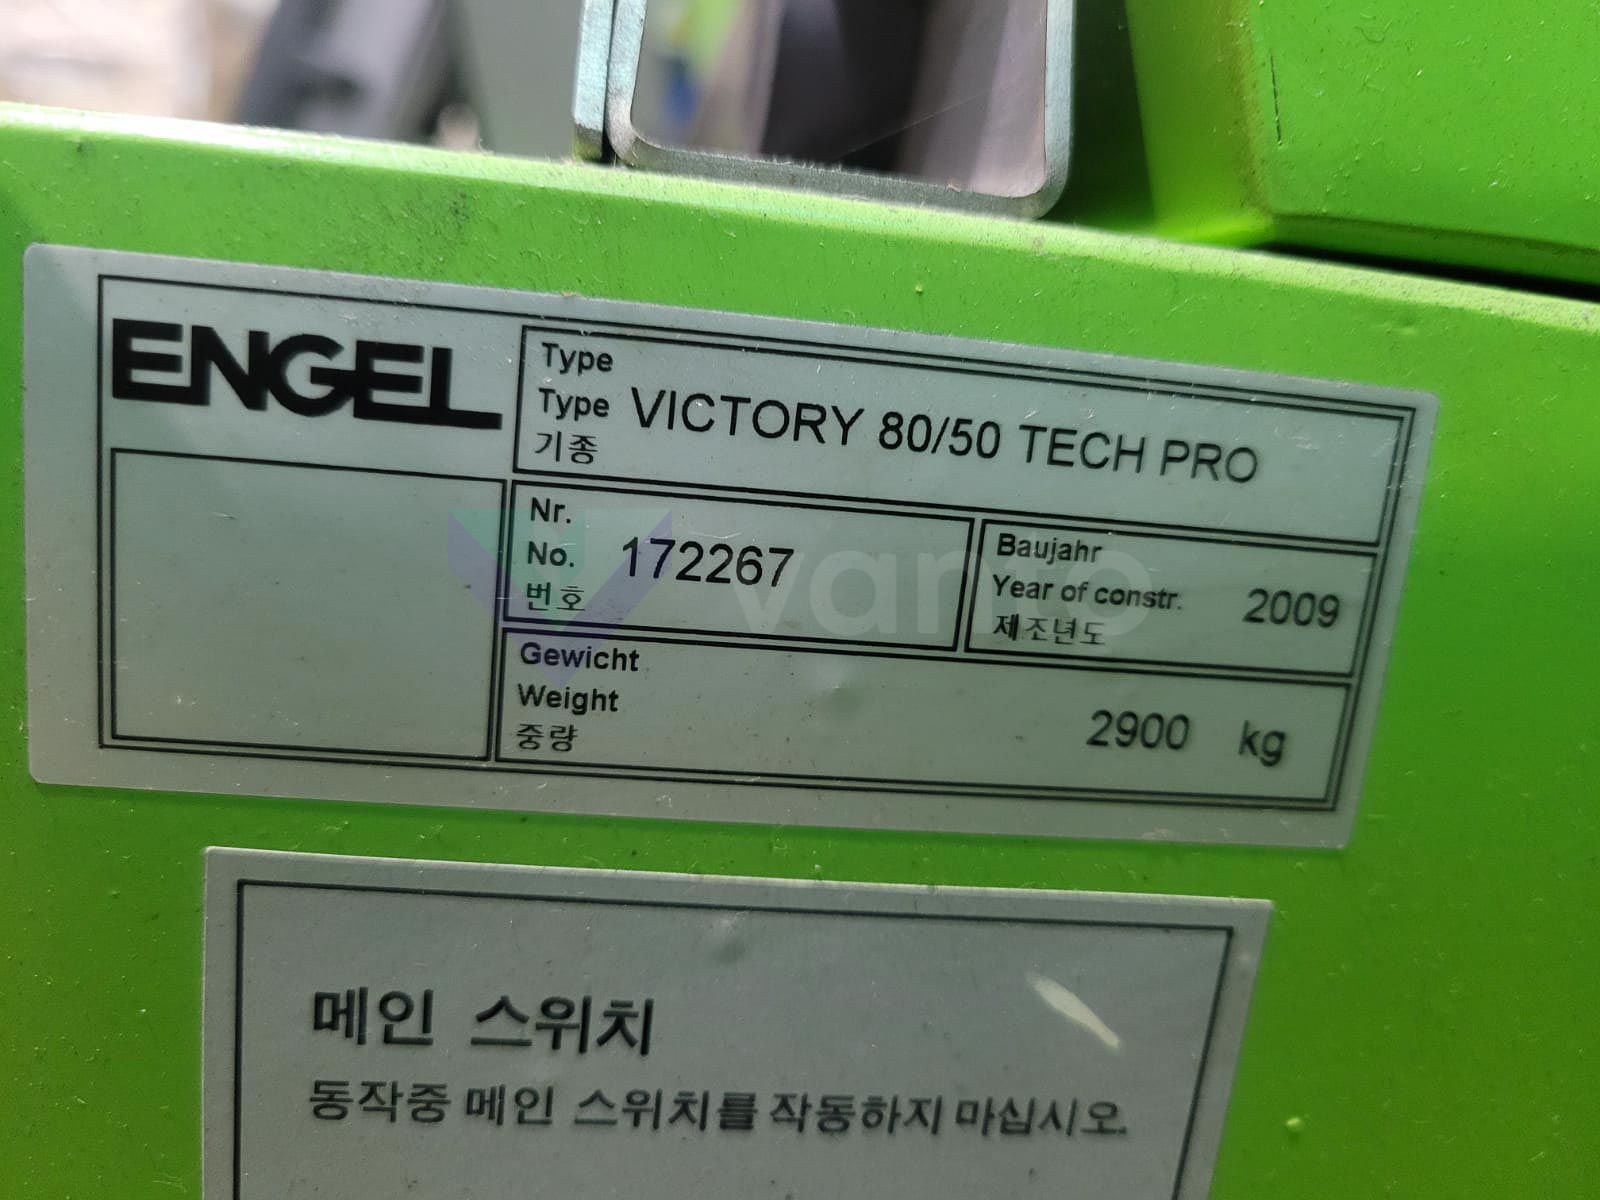 ENGEL
Type
Type VICTORY 80/50 TECH PRO
기종
Nr.
No. 172267
번호
Baujahr
Year of constr. 2009
제조년도
Gewicht
Weight
중량
2900 kg
vanto
메인 스위치
동작중 메인 스위치를 작동하지 마십시오.